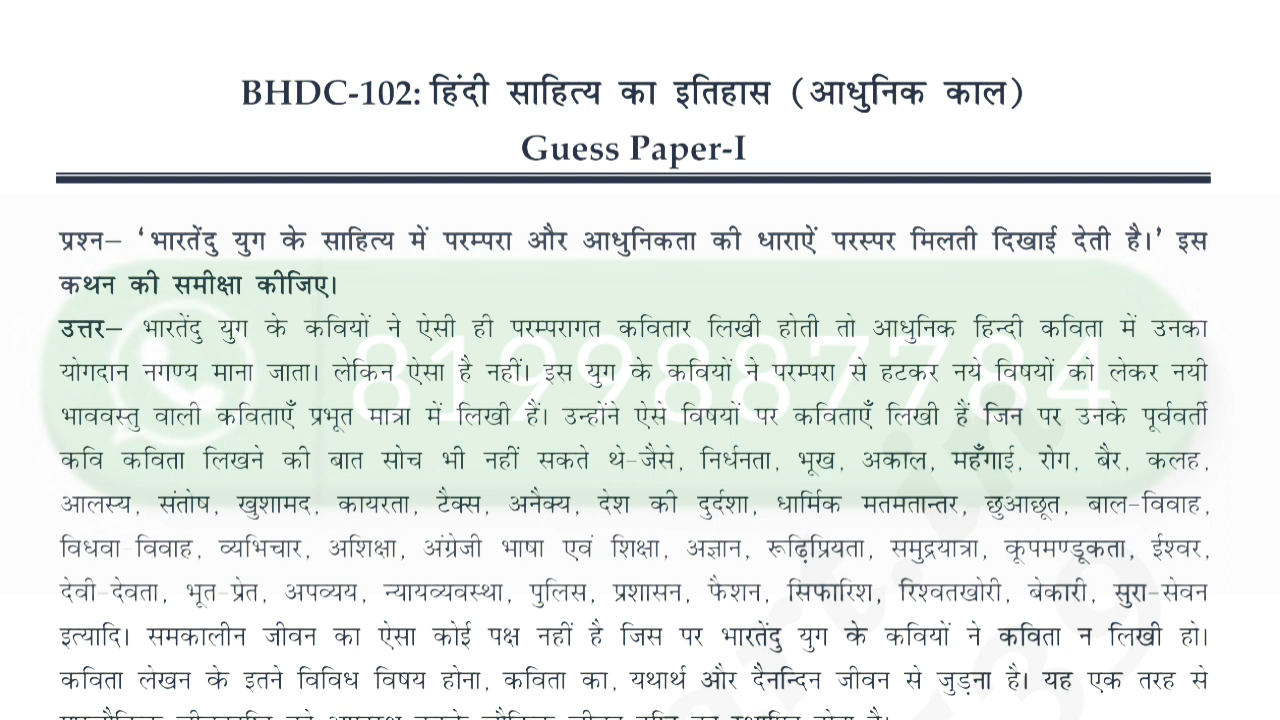 BHDC-102: हिंदी साहित्य का इतिहास (आधुनिक काल)
Guess Paper-I
प्रश्न– ‘भारतेंदु युग के साहित्य में परम्परा और आधुनिकता की धाराऐं परस्पर मिलती दिखाई देती है।’ इस
कथन की समीक्षा कीजिए।
उत्तर– भारतेंदु युग के कवियों ने ऐसी ही परम्परागत कवितार लिखी होती तो आधुनिक हिन्दी कविता में उनका
योगदान नगण्य माना जाता। लेकिन ऐसा है नहीं। इस युग के कवियों ने परम्परा से हटकर नये विषयों को लेकर नयी
भाववस्तु वाली कविताएँ प्रभूत मात्रा में लिखी हैं। उन्होंने ऐसे विषयों पर कविताएँ लिखी हैं जिन पर उनके पूर्ववर्ती
कवि कविता लिखने की बात सोच भी नहीं सकते थे-जैसे, निर्धनता, भूख, अकाल, महँगाई, रोग, बैर, कलह,
आलस्य, संतोष, खुशामद, कायरता, टैक्स, अनैक्य, देश की दुर्दशा, धार्मिक मतमतान्तर, छुआछूत, बाल-विवाह,
विधवा-विवाह, व्यभिचार, अशिक्षा, अंग्रेजी भाषा एवं शिक्षा, अज्ञान, रूढ़िप्रियता, समुद्रयात्रा, कूपमण्डूकता, ईश्वर,
देवी-देवता, भूत-प्रेत, अपव्यय, न्यायव्यवस्था, पुलिस, प्रशासन, फैशन, सिफारिश, रिश्वतखोरी, बेकारी, सुरा-सेवन
इत्यादि। समकालीन जीवन का ऐसा कोई पक्ष नहीं है जिस पर भारतेंदु युग के कवियों ने कविता न लिखी हो।
कविता लेखन के इतने विविध विषय होना, कविता का, यथार्थ और दैनन्दिन जीवन से जुड़ना है। यह एक तरह से
8199887784